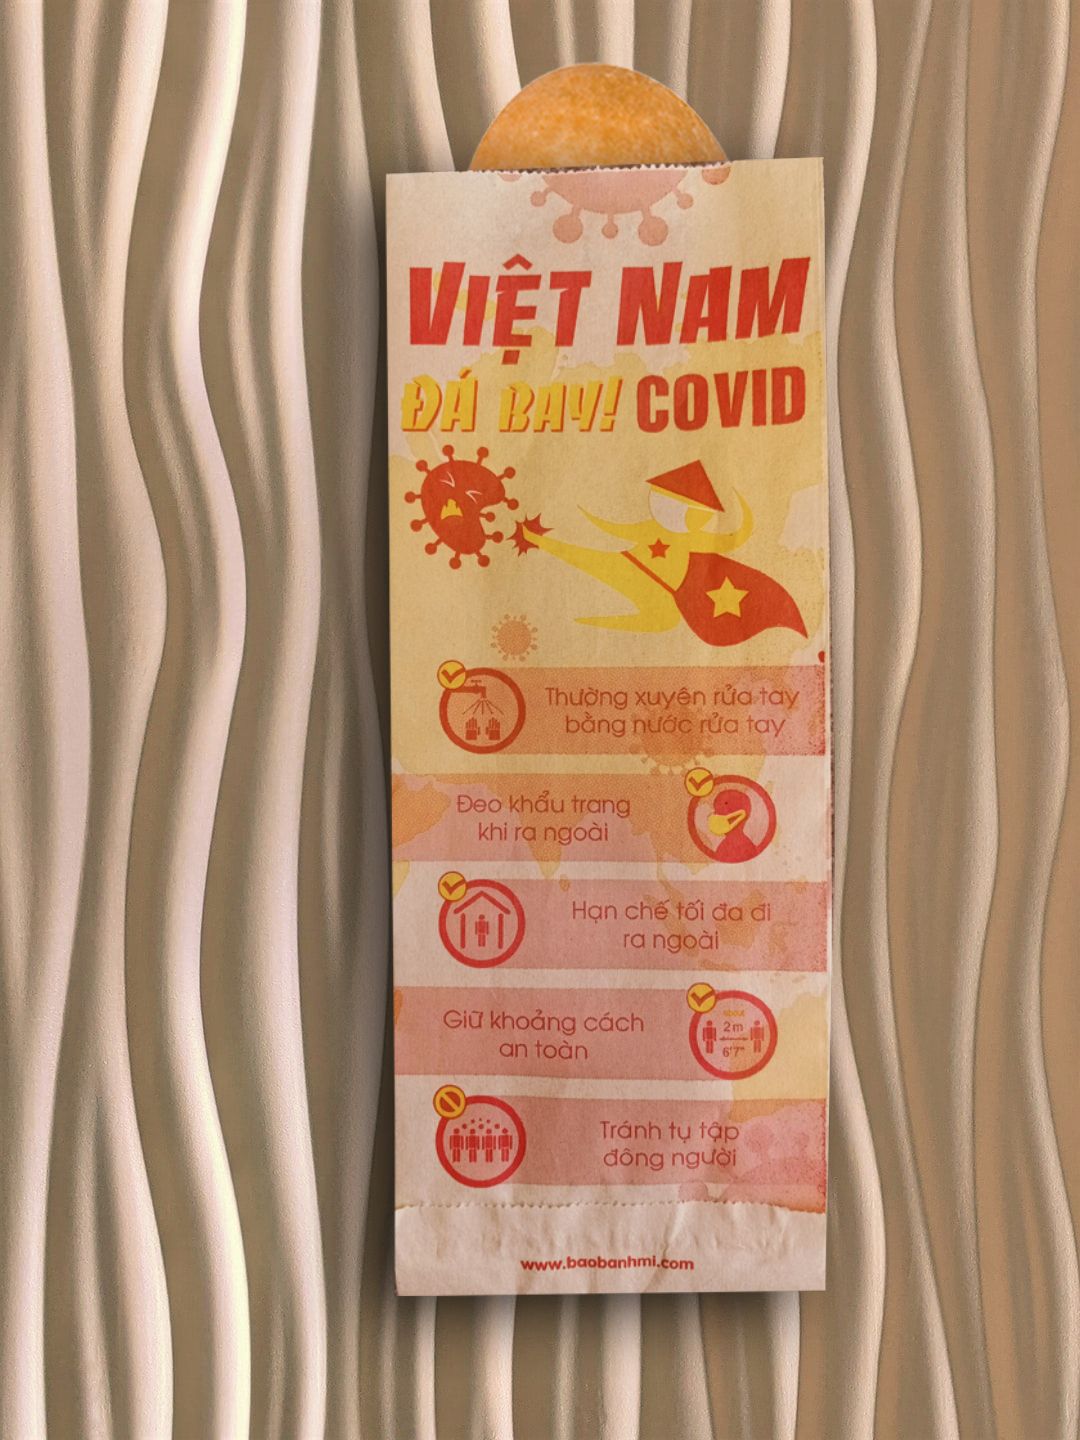 VIỆT NAM
ĐÁ BAY! COVID
Thường xuyên rửa tay
bằng nước rửa tay
Đeo khẩu trang
khi ra ngoài
Hạn chế tối đa đi
ra ngoài
Giữ khoảng cách
an toàn
about
2m
6'7"
Tránh tụ tập
đông người
www.baobanhmi.com